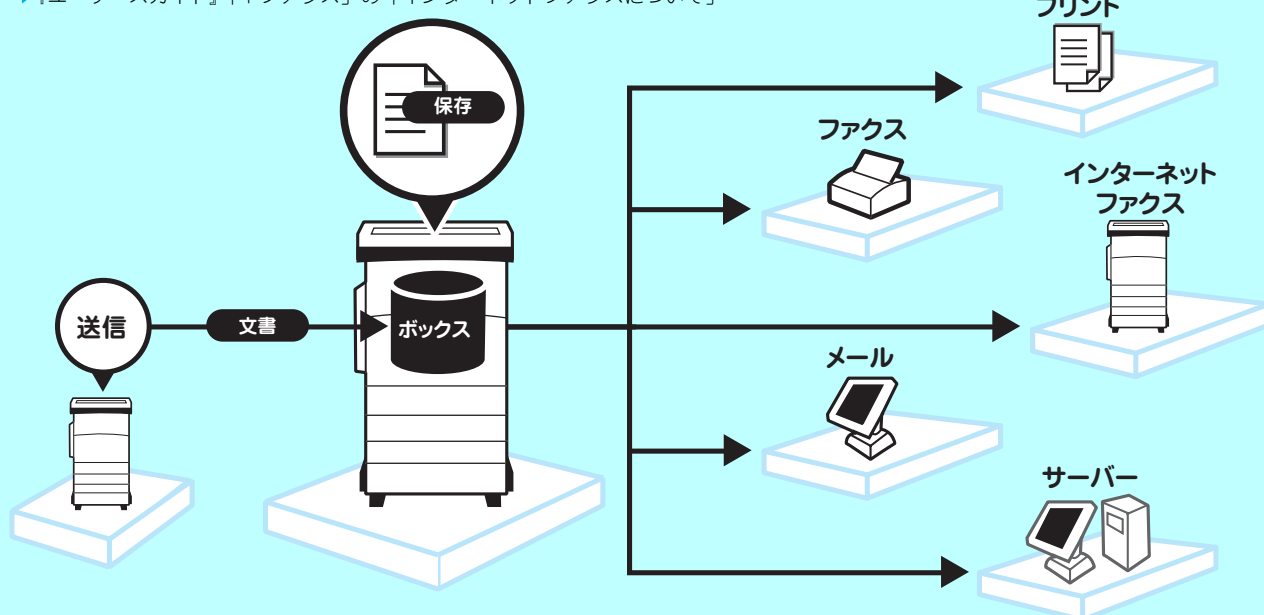 プリント
保存
ファクス
インターネット
ファクス
送信
文書
ボックス
メール
サーバー